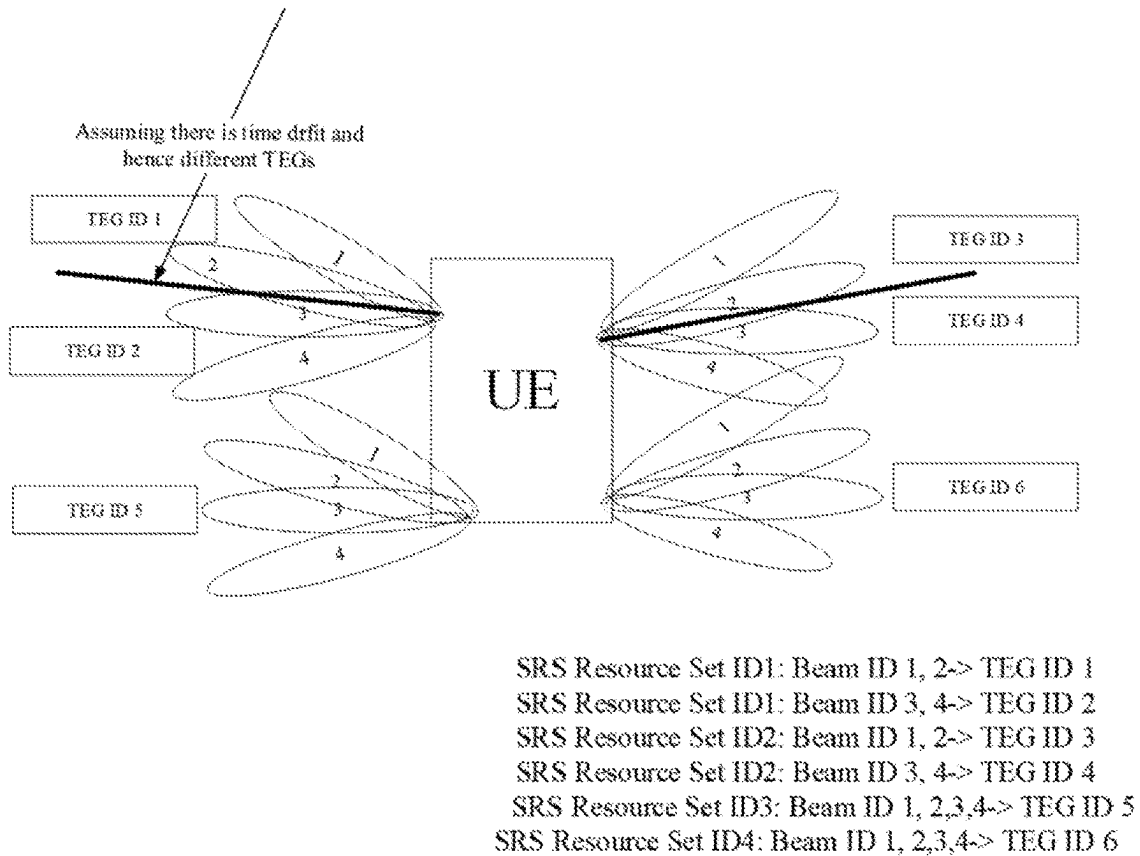 Assuming there is time drfit and
hence different TEGs
TEG ID 1
1
2
3
4
TEG ID 2
TEG ID 3
1
2
3
4
TEG ID 4
UE
TEG ID 5
1
2
3
4
1
2
3
4
TEG ID 6
SRS Resource Set ID1: Beam ID 1, 2-> TEG ID 1
SRS Resource Set ID1: Beam ID 3, 4-> TEG ID 2
SRS Resource Set ID2: Beam ID 1, 2-> TEG ID 3
SRS Resource Set ID2: Beam ID 3, 4-> TEG ID 4
SRS Resource Set ID3: Beam ID 1, 2,3,4-> TEG ID 5
SRS Resource Set ID4: Beam ID 1, 2,3,4-> TEG ID 6